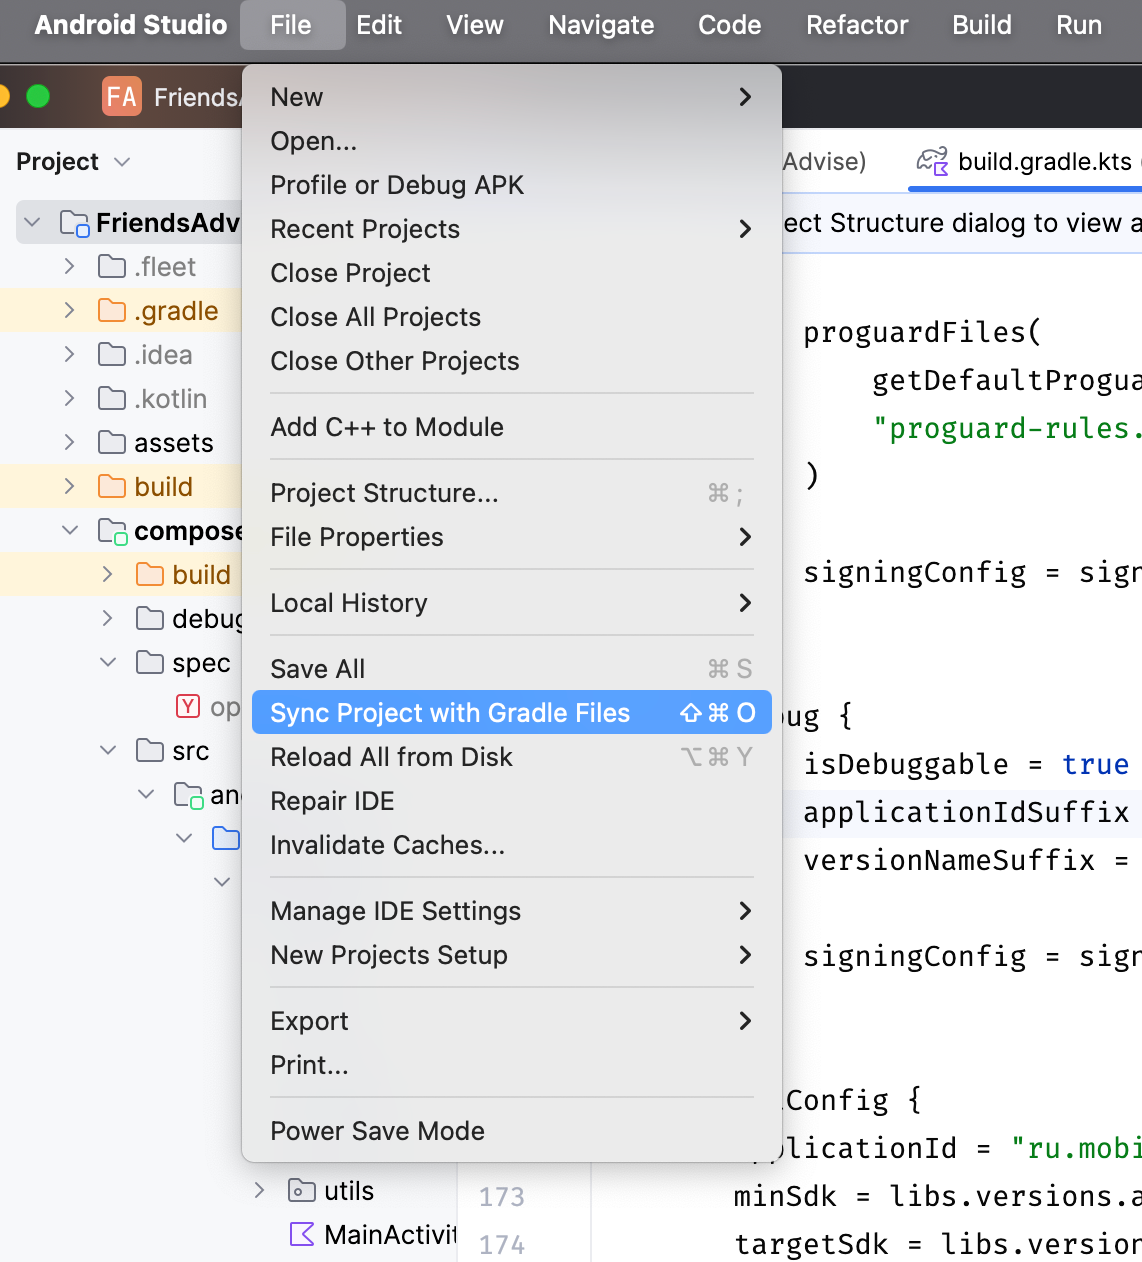 Android Studio File Edit View Navigate Code Refactor Build Run
FA Friends
Project
Advise)
build.gradle.kts
FriendsAdv
.fleet
.gradle
.idea
.kotlin
assets
build
compose
build
debug
spec
op
src
an
utils
MainActivit
New
Open...
Profile or Debug APK
Recent Projects
Close Project
Close All Projects
Close Other Projects
Add C++ to Module
Project Structure... ⌘ ;
File Properties
Local History
Save All ⌘ S
Sync Project with Gradle Files ⇧ ⌘ O
Reload All from Disk ⌥ ⌘ Y
Repair IDE
Invalidate Caches...
Manage IDE Settings
New Projects Setup
Export
Print...
Power Save Mode
ect Structure dialog to view a
proguardFiles(
getDefaultProgua
"proguard-rules.
)
signingConfig = sign
ug {
isDebuggable = true
applicationIdSuffix
versionNameSuffix =
signingConfig = sign
Config {
plicationId = "ru.mobi
173 minSdk = libs.versions.a
174 targetSdk = libs.version